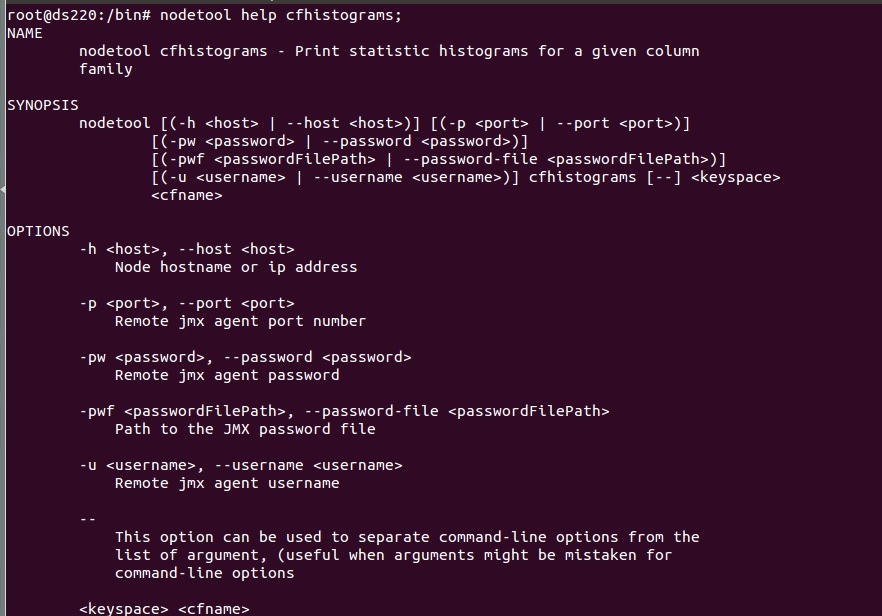 root@ds220:/bin# nodetool help cfhistograms;
NAME
nodetool cfhistograms - Print statistic histograms for a given column
family
SYNOPSIS
nodetool [(-h <host> | --host <host>)] [(-p <port> | --port <port>)]
[(-pw <password> | --password <password>)]
[(-pwf <passwordFilePath> | --password-file <passwordFilePath>)]
[(-u <username> | --username <username>)] cfhistograms [--] <keyspace>
<cfname>
OPTIONS
-h <host>, --host <host>
Node hostname or ip address
-p <port>, --port <port>
Remote jmx agent port number
-pw <password>, --password <password>
Remote jmx agent password
-pwf <passwordFilePath>, --password-file <passwordFilePath>
Path to the JMX password file
-u <username>, --username <username>
Remote jmx agent username
--
This option can be used to separate command-line options from the
list of argument, (useful when arguments might be mistaken for
command-line options
<keyspace> <cfname>